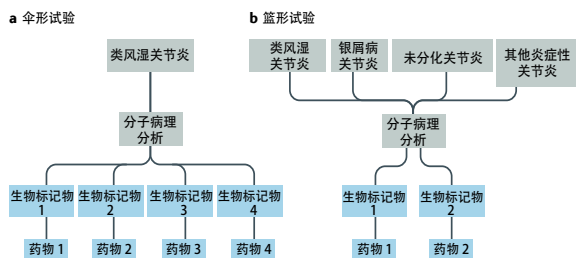 a 伞形试验
类风湿关节炎
分子病理
分析
生物标记物
1
生物标记物
2
生物标记物
3
生物标记物
4
药物 1
药物 2
药物 3
药物 4
b 篮形试验
类风湿
关节炎
银屑病
关节炎
未分化关节炎
其他炎症性
关节炎
分子病理
分析
生物标记物
1
生物标记物
2
药物 1
药物 2